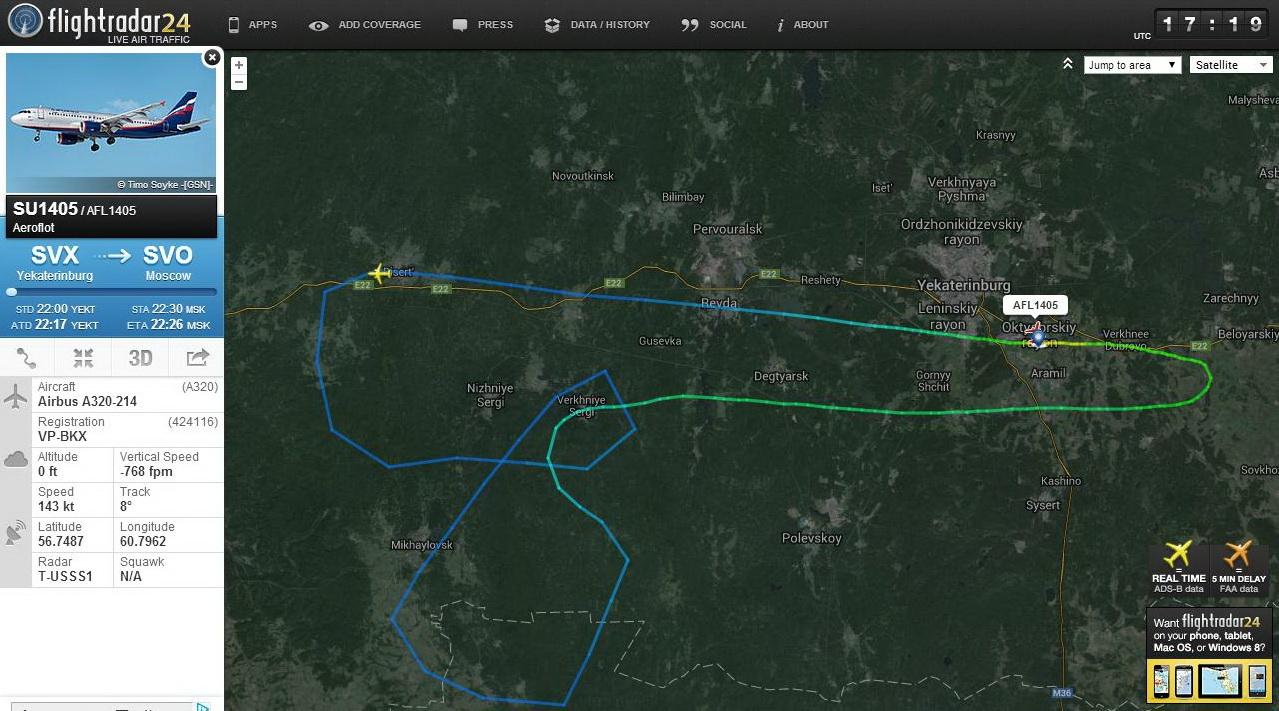 flightradar24
LIVE AIR TRAFFIC
APPS
ADD COVERAGE
PRESS
DATA / HISTORY
SOCIAL
ABOUT
UTC
17:19
© Timo Soyke -[GSN]-
SU1405 / AFL1405
Aeroflot
SVX
SVO
Yekaterinburg
Moscow
STD 22:00 YEKT
STA 22:30 MSK
ATD 22:17 YEKT
ETA 22:26 MSK
3D
Aircraft (A320)
Airbus A320-214
Registration (424116)
VP-BKX
Altitude
Vertical Speed
0 ft
-768 fpm
Speed
Track
143 kt
8°
Latitude
Longitude
56.7487
60.7962
Radar
Squawk
T-USSS1
N/A
+
−
Jump to area
Satellite
Krasnyy
Novoutkinsk
Bilimbay
Iset'
Verkhnyaya
Pyshma
Pervouralsk
Ordzhonikidzevskiy
rayon
E22
E22
E22
E22
Reshety
Yekaterinburg
Revda
Leninskiy
rayon
AFL1405
Zarechnyy
Gusevka
Verkhnee
Dubrovo
E22
Beloyarskiy
Nizhniye
Sergi
Verkhniye
Sergi
Degtyarsk
Gornyy
Shchit
Aramil
Kashino
Sysert
Mikhaylovsk
Polevskoy
M36
REAL TIME
=
ADS-B data
5 MIN DELAY
=
FAA data
Want flightradar24
on your phone, tablet,
Mac OS, or Windows 8?